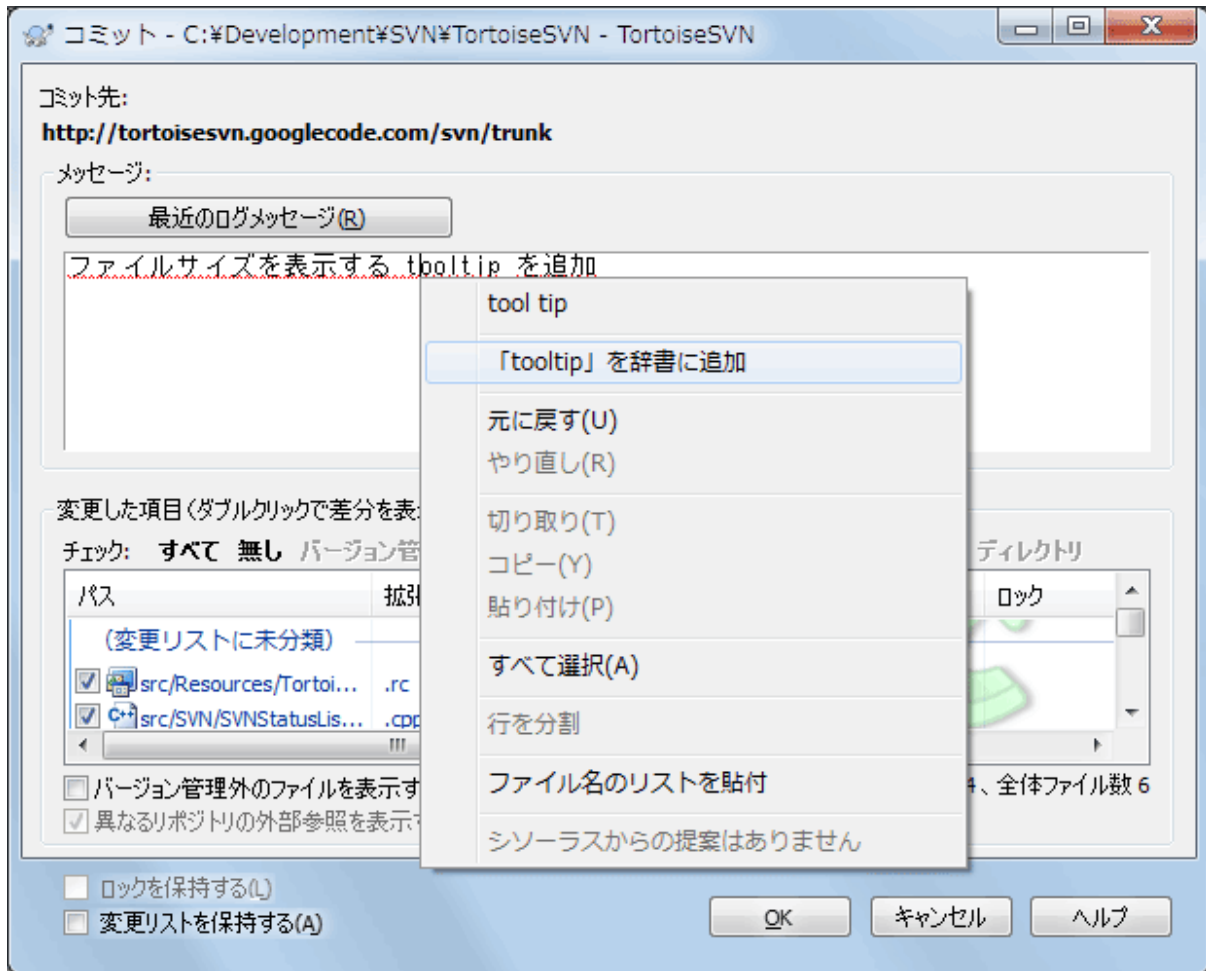 コミット - C:¥Development¥SVN¥TortoiseSVN - TortoiseSVN
コミット先:
http://tortoisesvn.googlecode.com/svn/trunk
メッセージ:
最近のログメッセージ(R)
ファイルサイズを表示する tooltip を追加
tool tip
「tooltip」を辞書に追加
元に戻す(U)
やり直し(R)
切り取り(T)
コピー(Y)
貼り付け(P)
すべて選択(A)
行を分割
ファイル名のリストを貼付
シソーラスからの提案はありません
変更した項目(ダブルクリックで差分を表
チェック: すべて 無し バージョン管 ディレクトリ
パス 拡張 ロック
(変更リストに未分類)
src/Resources/Tortoi... .rc
src/SVN/SVNStatusLis... .cpp
バージョン管理外のファイルを表示す 4、全体ファイル数 6
異なるリポジトリの外部参照を表示
ロックを保持する(L)
変更リストを保持する(A)
OK キャンセル ヘルプ